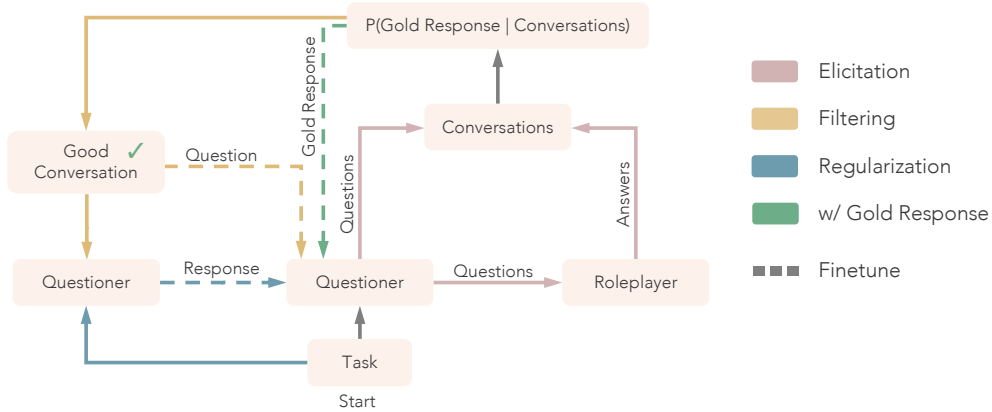 P(Gold Response | Conversations)
Gold Response
Elicitation
Filtering
Regularization
w/ Gold Response
Finetune
Conversations
Good ✓
Conversation
Question
Questions
Answers
Questioner
Response
Questioner
Questions
Roleplayer
Task
Start